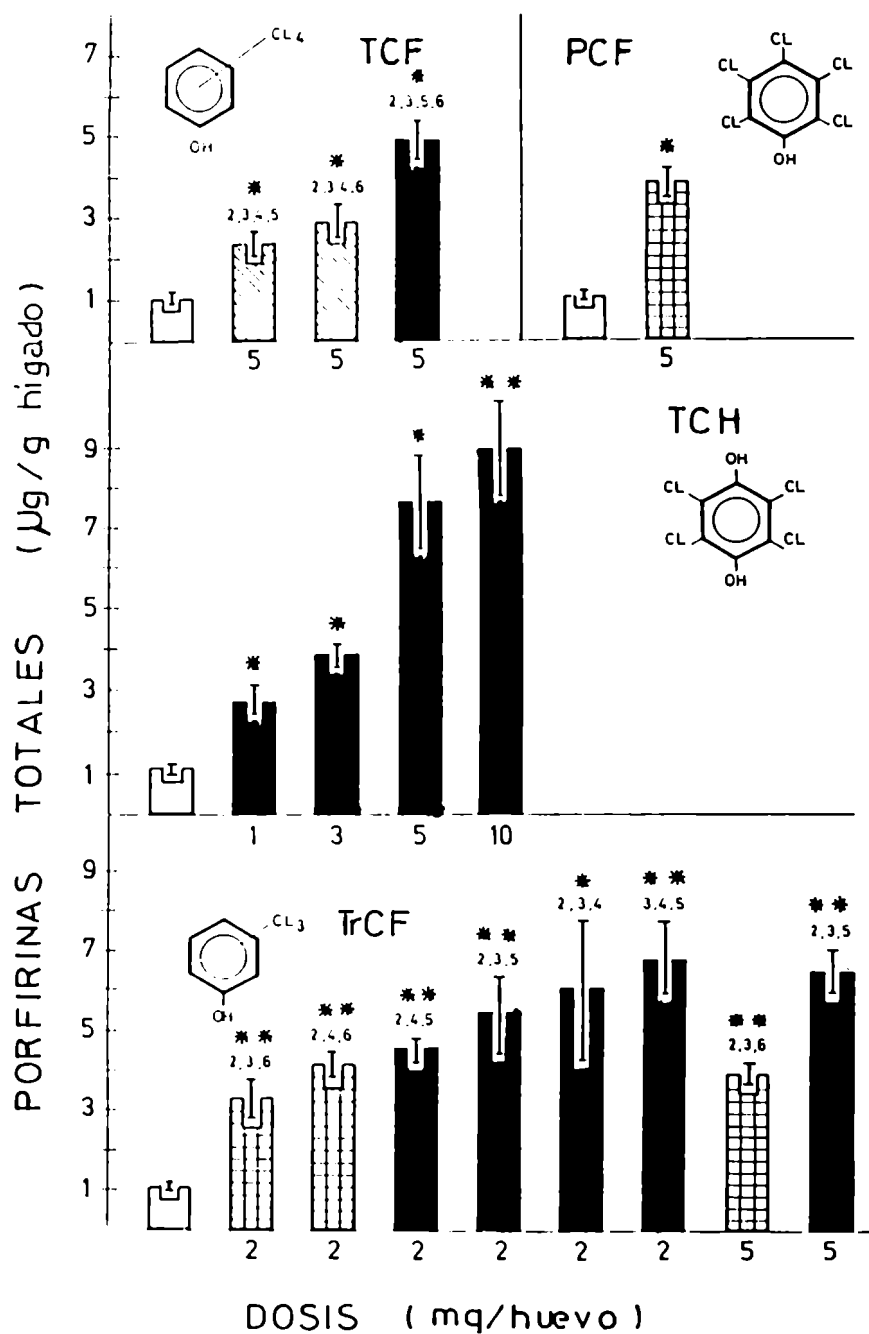 PORFIRINAS TOTALES (µg/g hígado)
7
5
3
1
CL4
OH
TCF
*
2,3,4,5
*
2,3,4,6
*
2,3,5,6
5
5
5
PCF
CL
CL
CL
CL
CL
OH
*
5
9
7
5
3
1
*
*
*
* *
TCH
OH
CL
CL
CL
CL
OH
1
3
5
10
9
7
5
3
1
CL3
OH
TrCF
* *
2,3,6
* *
2,4,6
* *
2,4,5
* *
2,3,5
*
2,3,4
* *
3,4,5
* *
2,3,6
* *
2,3,5
2
2
2
2
2
2
5
5
DOSIS (mg/huevo)